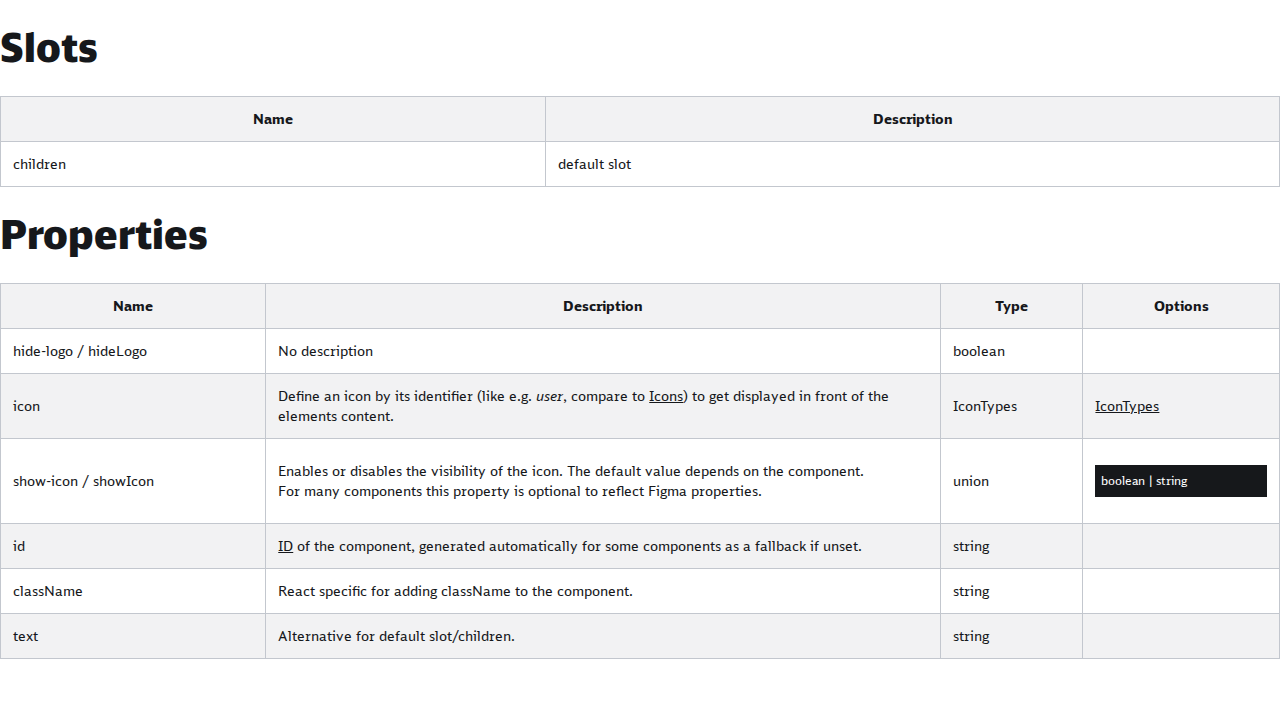 Slots
Name Description
children default slot
Properties
Name Description Type Options
hide-logo / hideLogo No description boolean
icon Define an icon by its identifier (like e.g. user, compare to Icons) to get displayed in front of the elements content. IconTypes IconTypes
show-icon / showIcon Enables or disables the visibility of the icon. The default value depends on the component.
For many components this property is optional to reflect Figma properties. union boolean | string
id ID of the component, generated automatically for some components as a fallback if unset. string
className React specific for adding className to the component. string
text Alternative for default slot/children. string